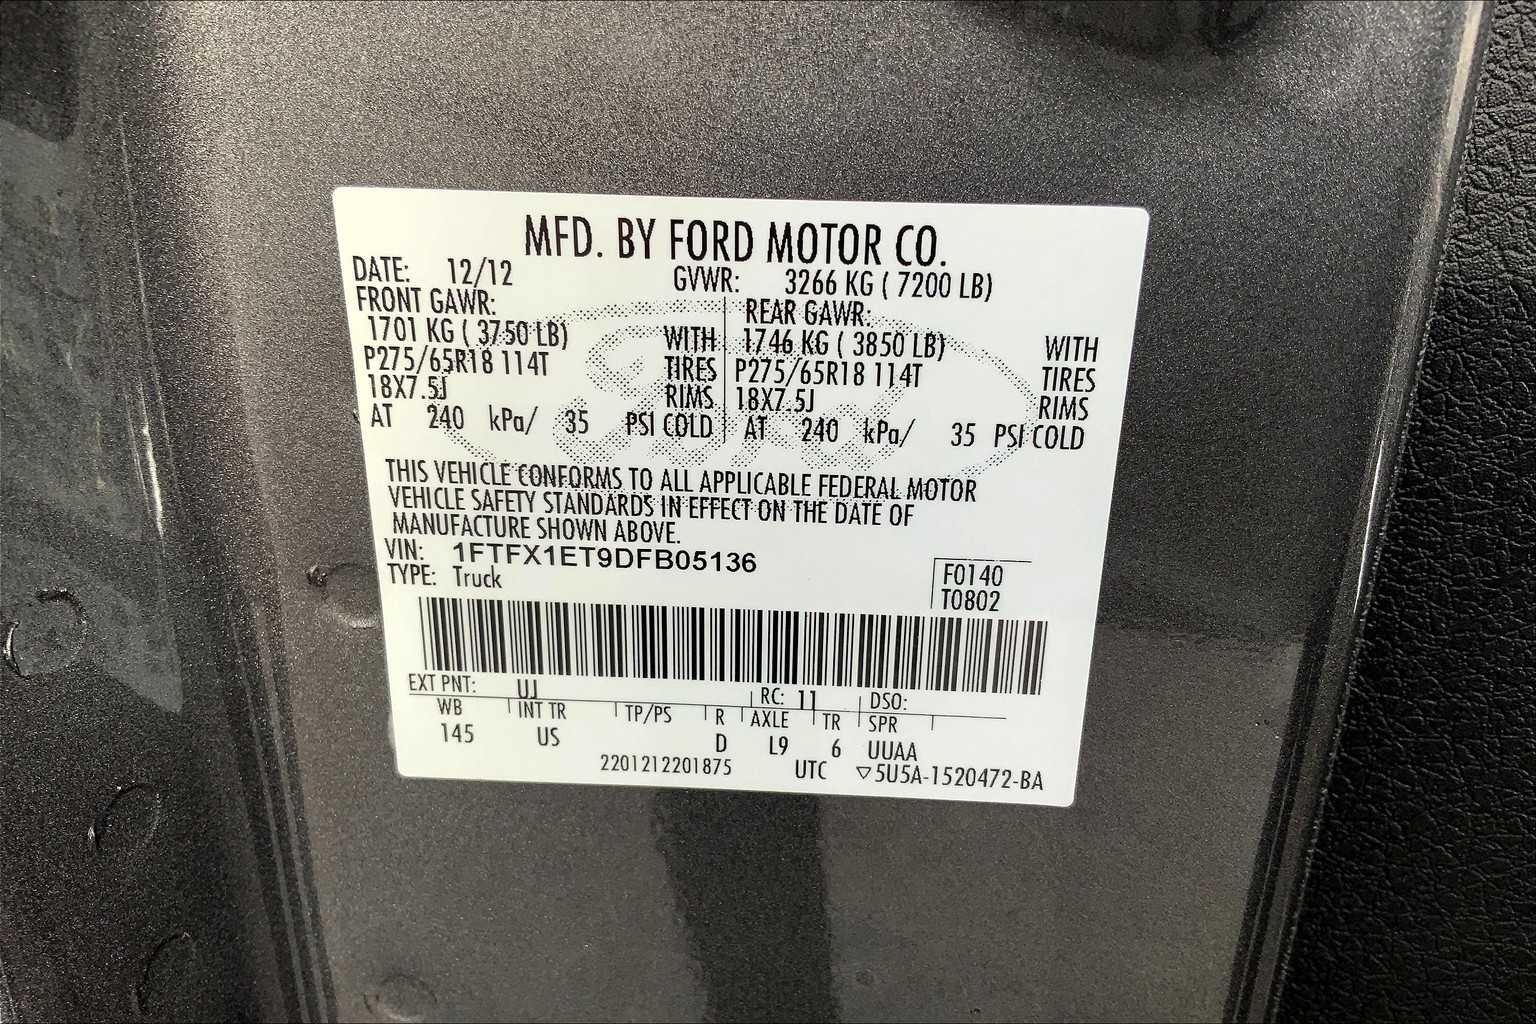 MFD. BY FORD MOTOR CO.
DATE: 12/12 GVWR: 3266 KG ( 7200 LB)
FRONT GAWR: REAR GAWR:
1701 KG ( 3750 LB) WITH 1746 KG ( 3850 LB) WITH
P275/65R18 114T TIRES P275/65R18 114T TIRES
18X7.5J RIMS 18X7.5J RIMS
AT 240 kPa/ 35 PSI COLD AT 240 kPa/ 35 PSI COLD
Ford
THIS VEHICLE CONFORMS TO ALL APPLICABLE FEDERAL MOTOR
VEHICLE SAFETY STANDARDS IN EFFECT ON THE DATE OF
MANUFACTURE SHOWN ABOVE.
VIN: 1FTFX1ET9DFB05136
TYPE: Truck
F0140
T0802
EXT PNT: UJ RC: 11 DSO:
WB INT TR TP/PS R AXLE TR SPR
145 US D L9 6 UUAA
2201212201875 UTC ▽5U5A-1520472-BA